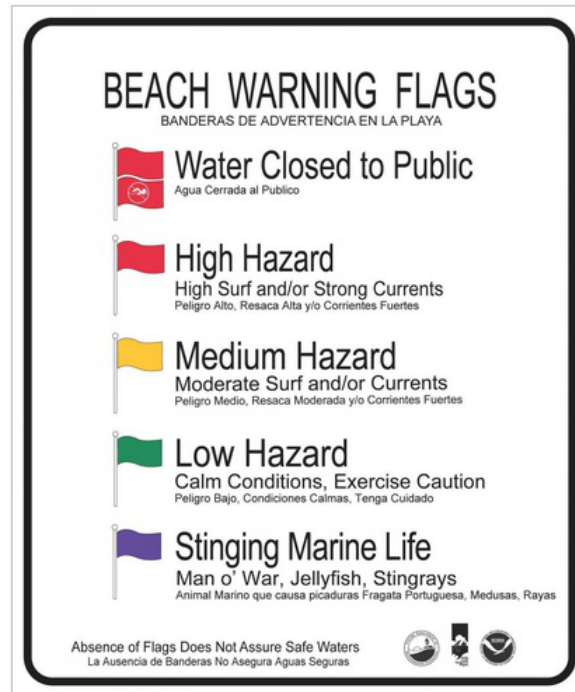 BEACH WARNING FLAGS
BANDERAS DE ADVERTENCIA EN LA PLAYA
Water Closed to Public
Agua Cerrada al Publico
High Hazard
High Surf and/or Strong Currents
Peligro Alto, Resaca Alta y/o Corrientes Fuertes
Medium Hazard
Moderate Surf and/or Currents
Peligro Medio, Resaca Moderada y/o Corrientes Fuertes
Low Hazard
Calm Conditions, Exercise Caution
Peligro Bajo, Condiciones Calmas, Tenga Cuidado
Stinging Marine Life
Man o' War, Jellyfish, Stingrays
Animal Marino que causa picaduras Fragata Portuguesa, Medusas, Rayas
Absence of Flags Does Not Assure Safe Waters
La Ausencia de Banderas No Asegura Aguas Seguras